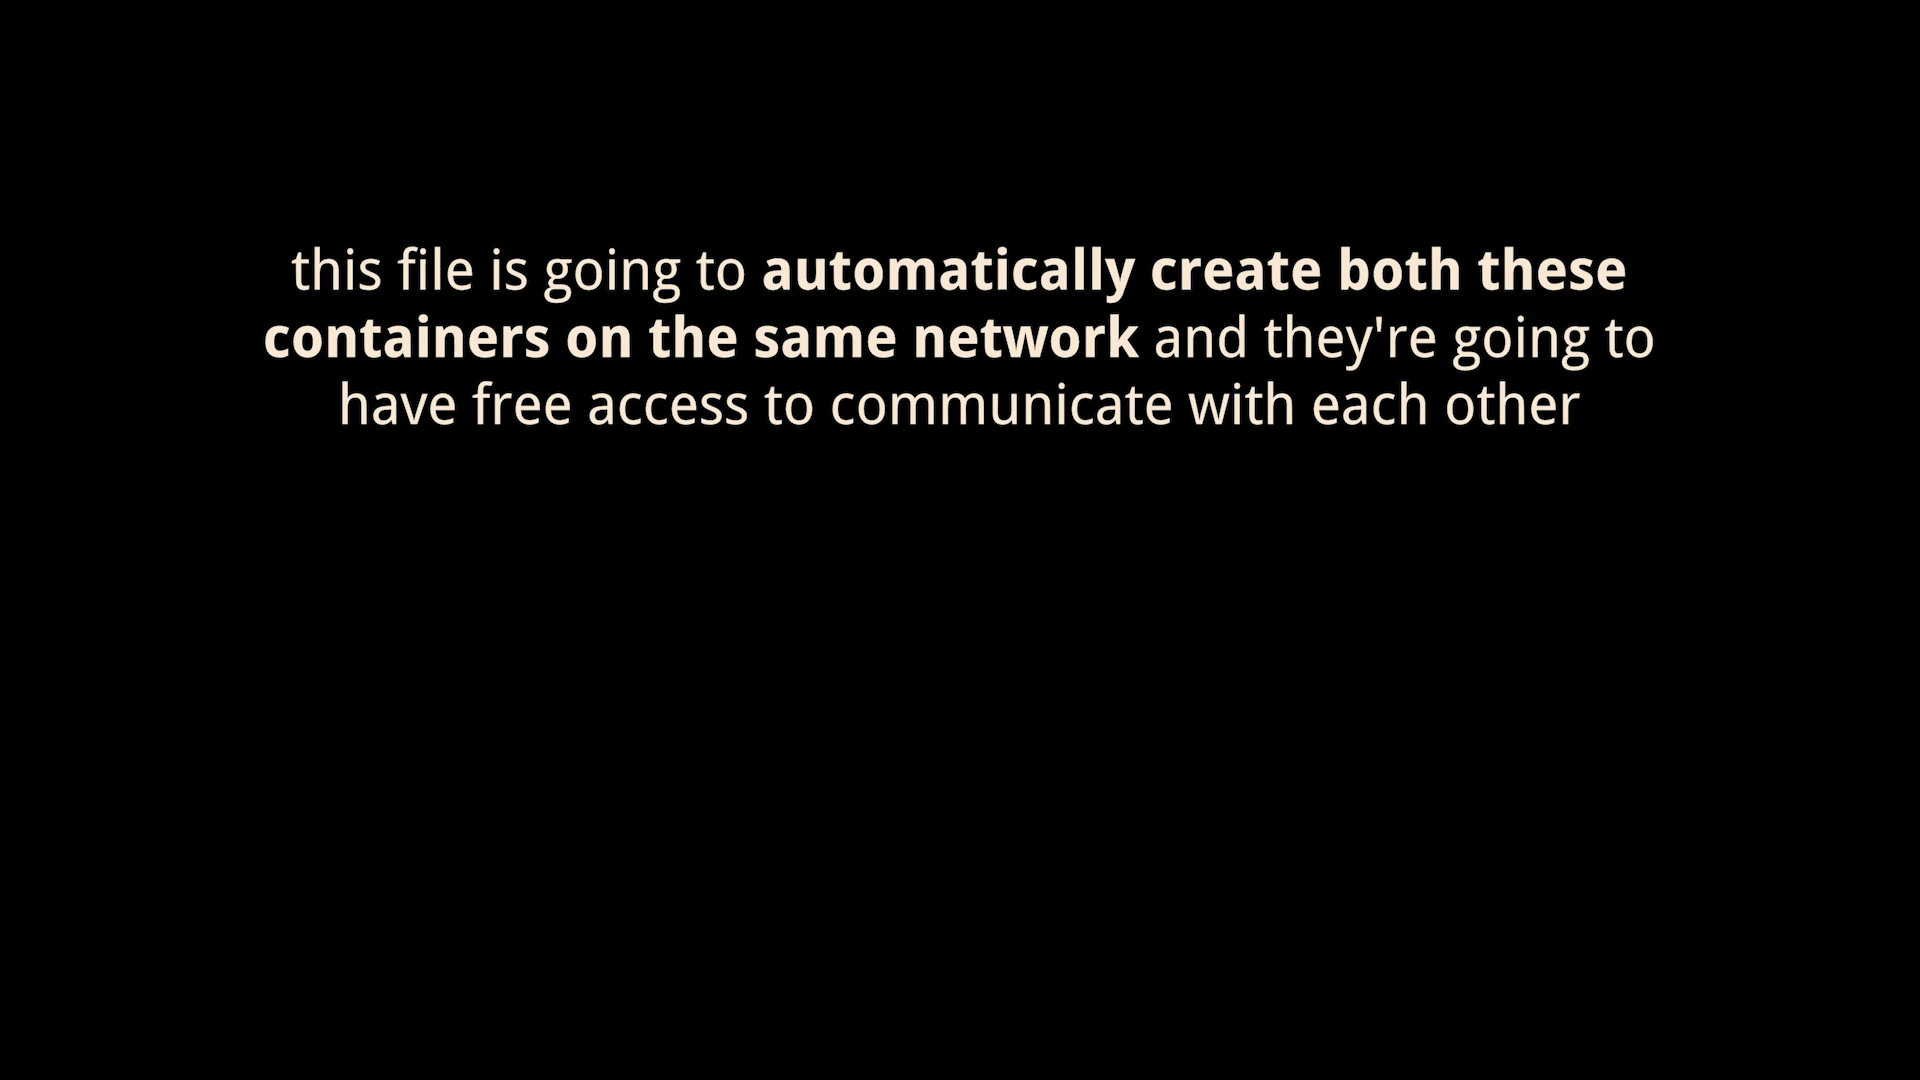 this file is going to automatically create both these
containers on the same network and they're going to
have free access to communicate with each other